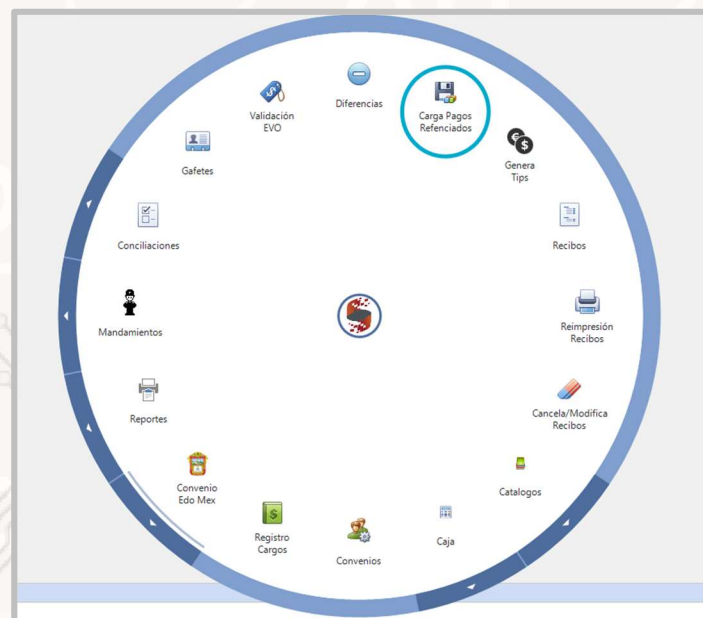 Diferencias
Carga Pagos
Refenciados
Genera
Tips
Recibos
Reimpresión
Recibos
Cancela/Modifica
Recibos
Catalogos
Caja
Convenios
Registro
Cargos
Convenio
Edo Mex
Reportes
Mandamientos
Conciliaciones
Gafetes
Validación
EVO